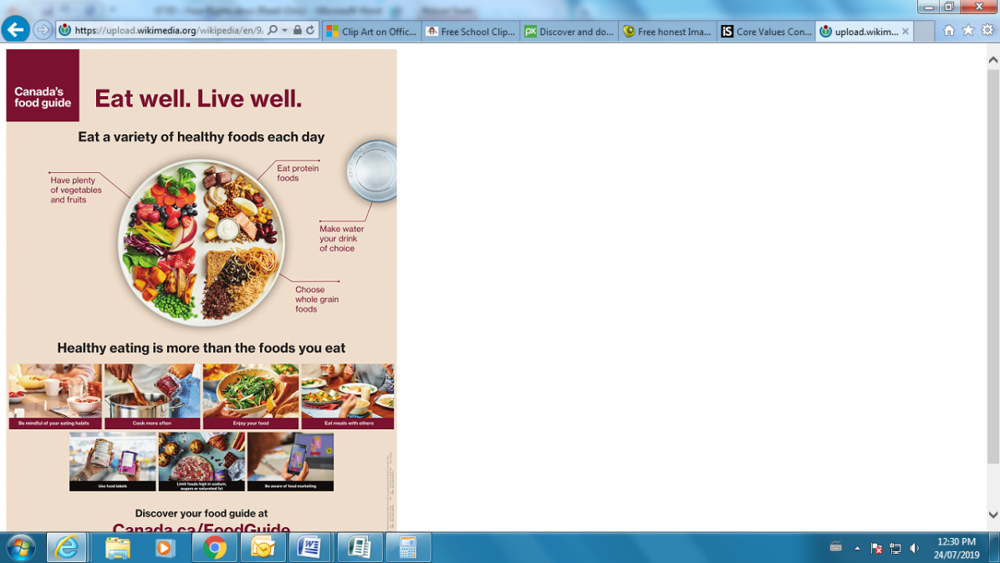 https://upload.wikimedia.org/wikipedia/en/9,
Clip Art on Offic...
Free School Clip...
Discover and do...
Free honest Ima...
Core Values Con...
upload.wikim...
Canada's
food guide
Eat well. Live well.
Eat a variety of healthy foods each day
Have plenty
of vegetables
and fruits
Eat protein
foods
Make water
your drink
of choice
Choose
whole grain
foods
Healthy eating is more than the foods you eat
Be mindful of your eating habits
Cook more often
Enjoy your food
Eat meals with others
Use food labels
Limit foods high in sodium,
sugars or saturated fat
Be aware of food marketing
Discover your food guide at
Canada.ca/FoodGuide
12:30 PM
24/07/2019